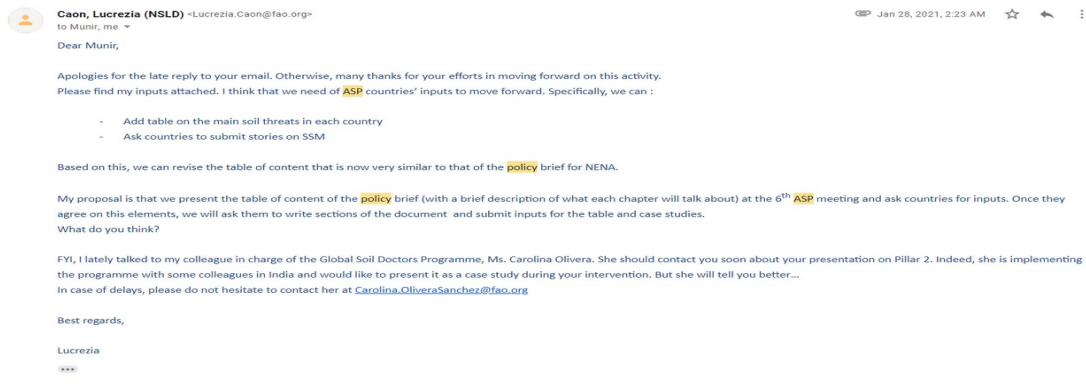 Caon, Lucrezia (NSLD) <Lucrezia.Caon@fao.org>
Jan 28, 2021, 2:23 AM
to Munir, me
Dear Munir,
Apologies for the late reply to your email. Otherwise, many thanks for your efforts in moving forward on this activity.
Please find my inputs attached. I think that we need of ASP countries' inputs to move forward. Specifically, we can :
- Add table on the main soil threats in each country
- Ask countries to submit stories on SSM
Based on this, we can revise the table of content that is now very similar to that of the policy brief for NENA.
My proposal is that we present the table of content of the policy brief (with a brief description of what each chapter will talk about) at the 6th ASP meeting and ask countries for inputs. Once they
agree on this elements, we will ask them to write sections of the document and submit inputs for the table and case studies.
What do you think?
FYI, I lately talked to my colleague in charge of the Global Soil Doctors Programme, Ms. Carolina Olivera. She should contact you soon about your presentation on Pillar 2. Indeed, she is implementing
the programme with some colleagues in India and would like to present it as a case study during your intervention. But she will tell you better...
In case of delays, please do not hesitate to contact her at Carolina.OliveraSanchez@fao.org
Best regards,
Lucrezia